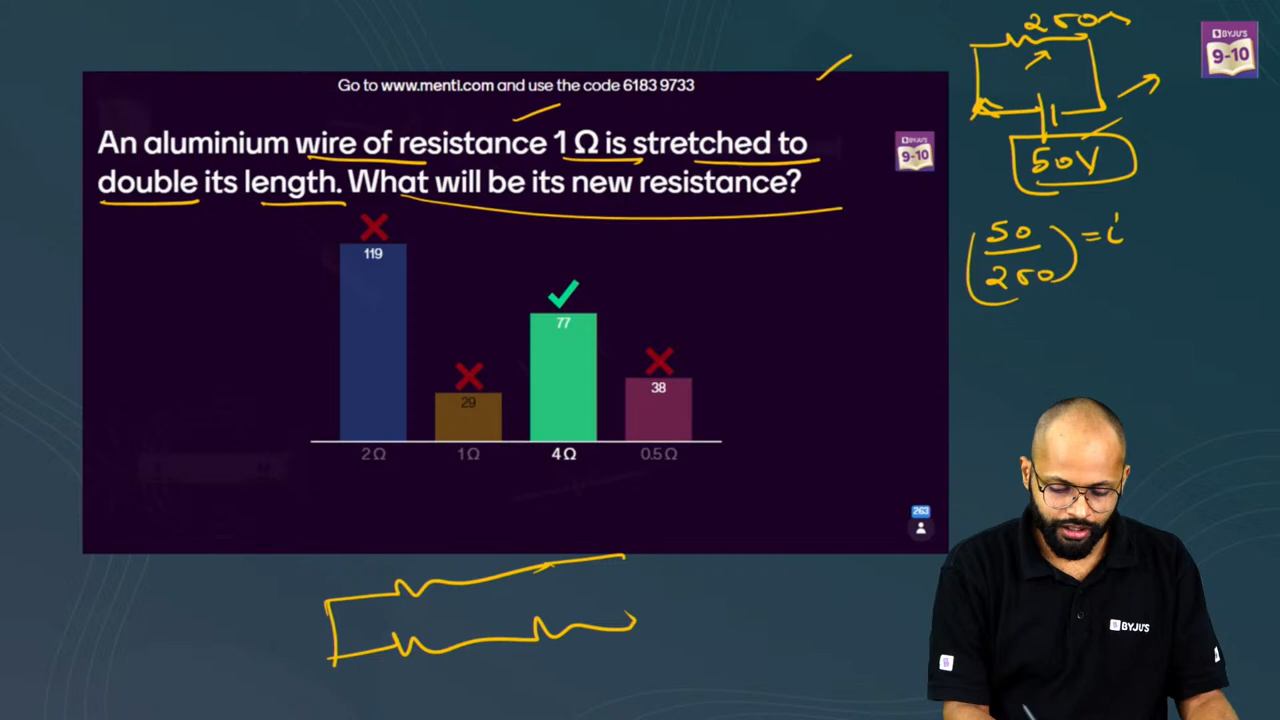 Go to www.menti.com and use the code 6183 9733
An aluminium wire of resistance 1 Ω is stretched to
double its length. What will be its new resistance?
119
29
77
38
2 Ω
1 Ω
4 Ω
0.5 Ω
263
BYJU'S
9-10
BYJU'S
9-10
50V
50
250
= i
BYJU'S